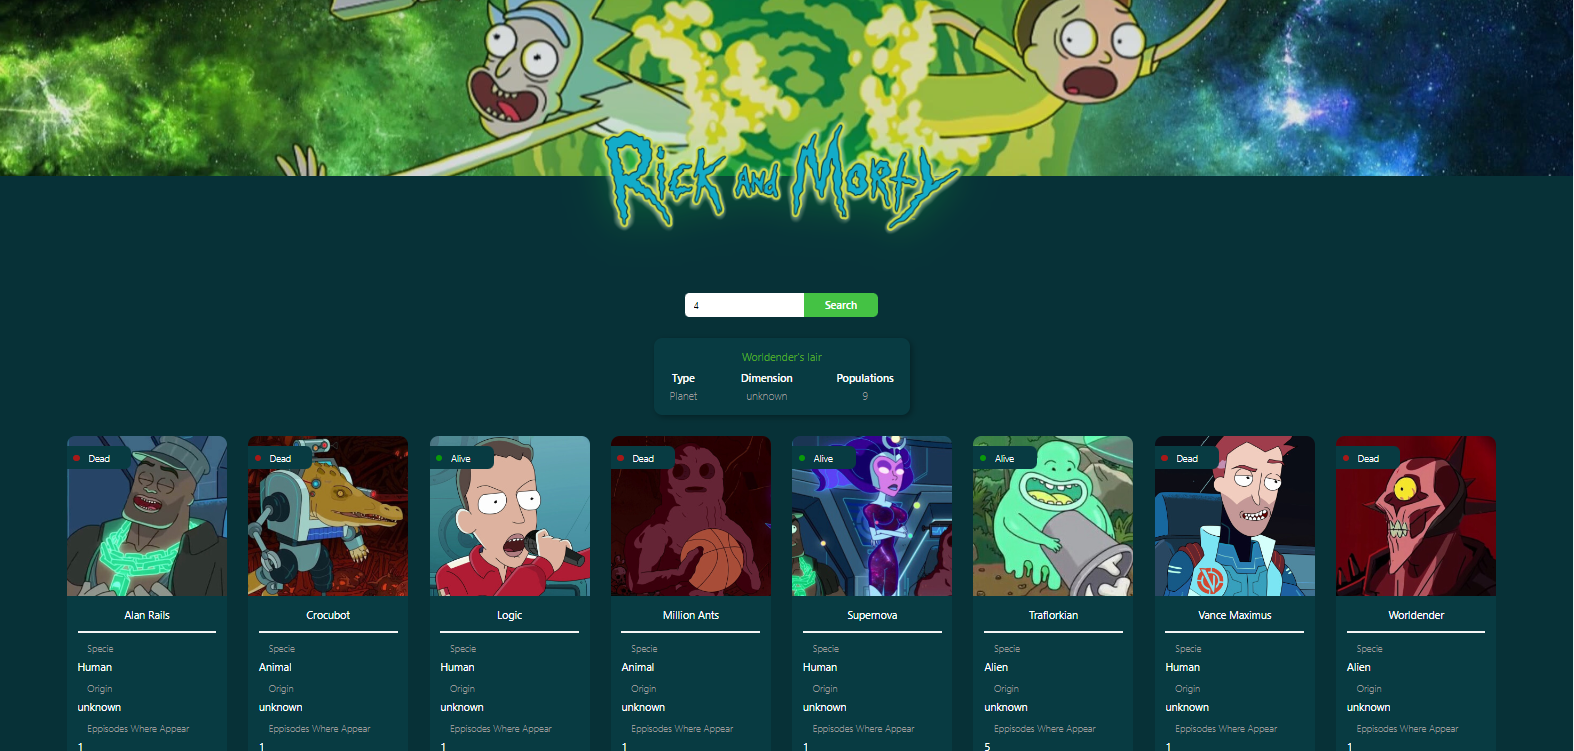 Rick and Morty
4 Search
Worldender's lair
Type Dimension Populations
Planet unknown 9
Dead Dead Alive Dead Alive Alive Dead Dead
Alan Rails Crocubot Logic Million Ants Supernova Traflorkian Vance Maximus Worldender
Specie Specie Specie Specie Specie Specie Specie Specie
Human Animal Human Animal Human Alien Human Alien
Origin Origin Origin Origin Origin Origin Origin Origin
unknown unknown unknown unknown unknown unknown unknown unknown
Eppisodes Where Appear Eppisodes Where Appear Eppisodes Where Appear Eppisodes Where Appear Eppisodes Where Appear Eppisodes Where Appear Eppisodes Where Appear Eppisodes Where Appear
1 1 1 1 1 5 1 1